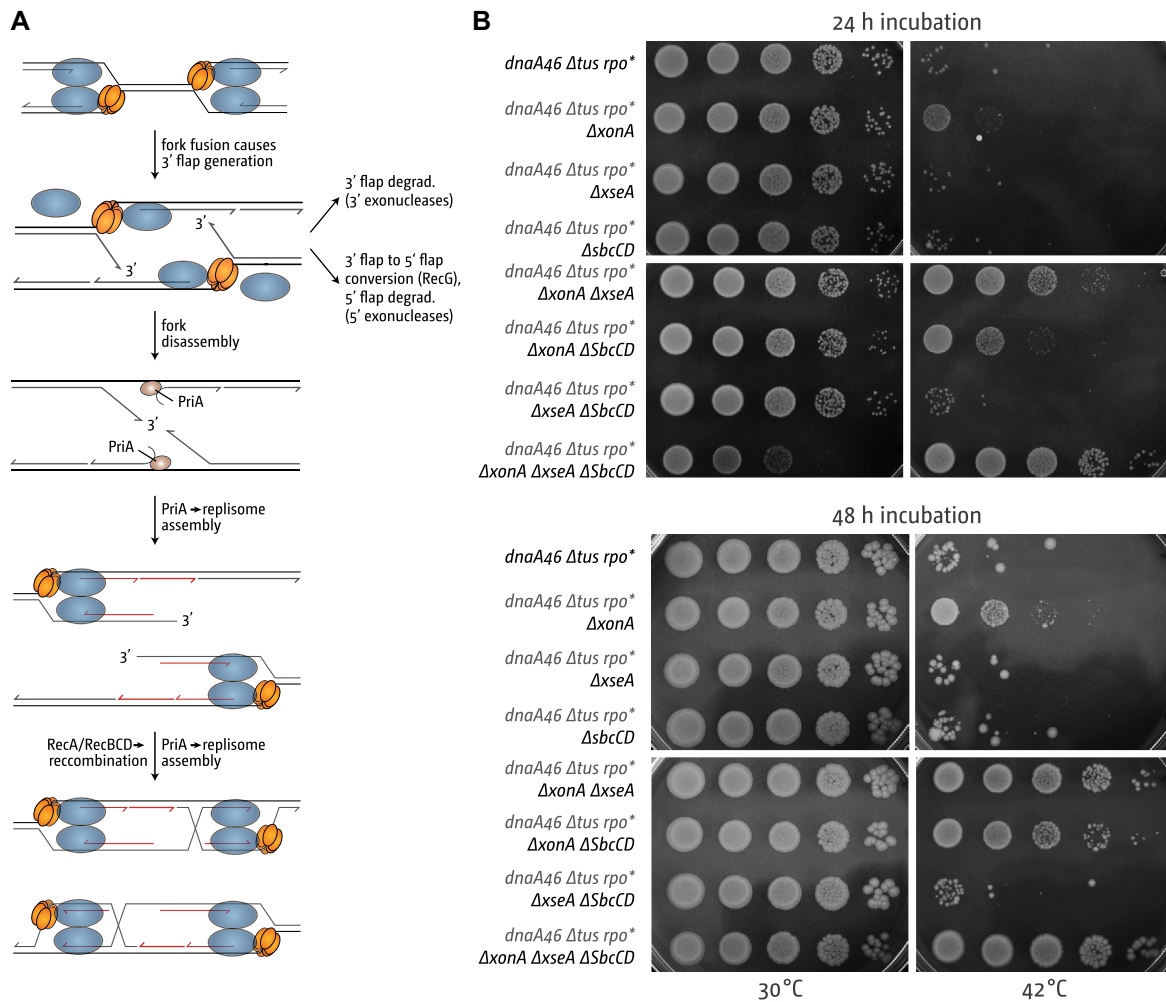 A
fork fusion causes
3′ flap generation
3′ flap degrad.
(3′ exonucleases)
3′
3′
3′ flap to 5‘ flap
conversion (RecG),
5′ flap degrad.
(5′ exonucleases)
fork
disassembly
PriA
3′
PriA
PriA➔replisome
assembly
3′
3′
RecA/RecBCD➔
reccombination
PriA➔replisome
assembly
B
24 h incubation
dnaA46 Δtus rpo*
dnaA46 Δtus rpo*
ΔxonA
dnaA46 Δtus rpo*
ΔxseA
dnaA46 Δtus rpo*
ΔsbcCD
dnaA46 Δtus rpo*
ΔxonA ΔxseA
dnaA46 Δtus rpo*
ΔxonA ΔSbcCD
dnaA46 Δtus rpo*
ΔxseA ΔSbcCD
dnaA46 Δtus rpo*
ΔxonA ΔxseA ΔSbcCD
48 h incubation
dnaA46 Δtus rpo*
dnaA46 Δtus rpo*
ΔxonA
dnaA46 Δtus rpo*
ΔxseA
dnaA46 Δtus rpo*
ΔsbcCD
dnaA46 Δtus rpo*
ΔxonA ΔxseA
dnaA46 Δtus rpo*
ΔxonA ΔSbcCD
dnaA46 Δtus rpo*
ΔxseA ΔSbcCD
dnaA46 Δtus rpo*
ΔxonA ΔxseA ΔSbcCD
30°C
42°C